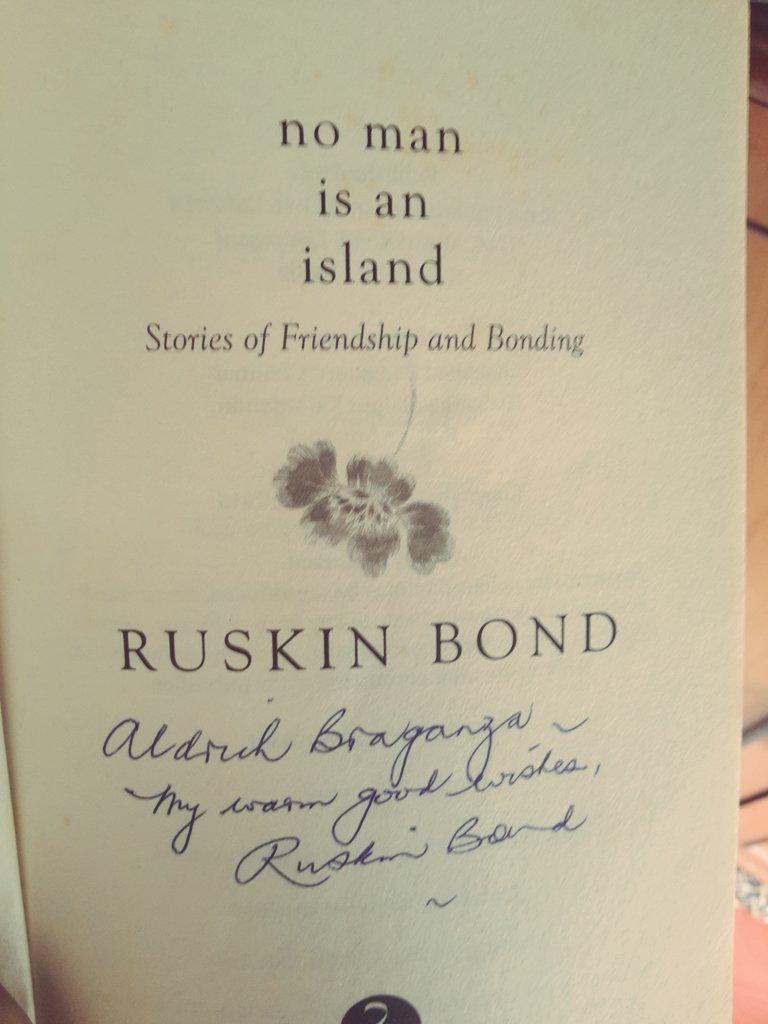 no man
is an
island
Stories of Friendship and Bonding
RUSKIN BOND
Aldrich Braganza ~
My warm good wishes,
Ruskin Bond
~